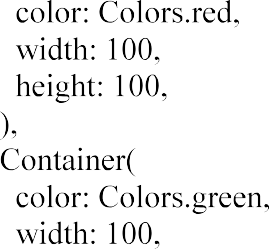 color: Colors.red,
  width: 100,
  height: 100,
),
Container(
  color: Colors.green,
  width: 100,